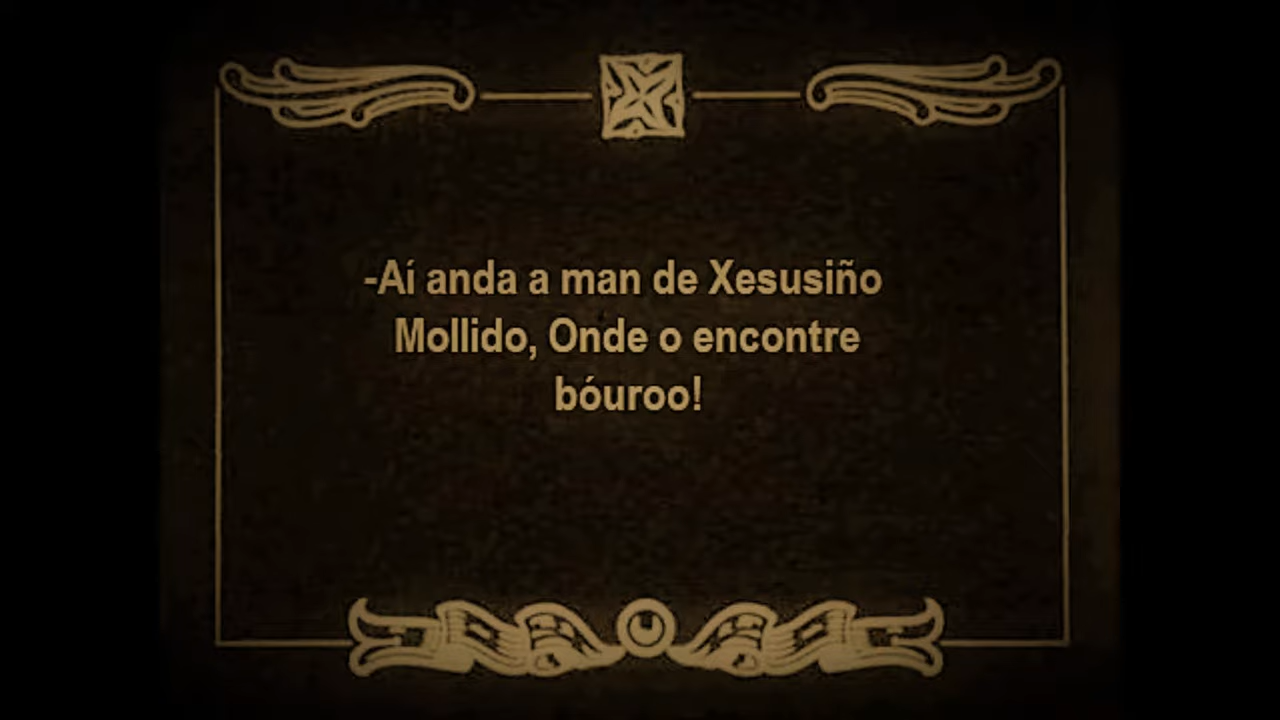 -Aí anda a man de Xesusiño
Mollido, Onde o encontre
bóuroo!